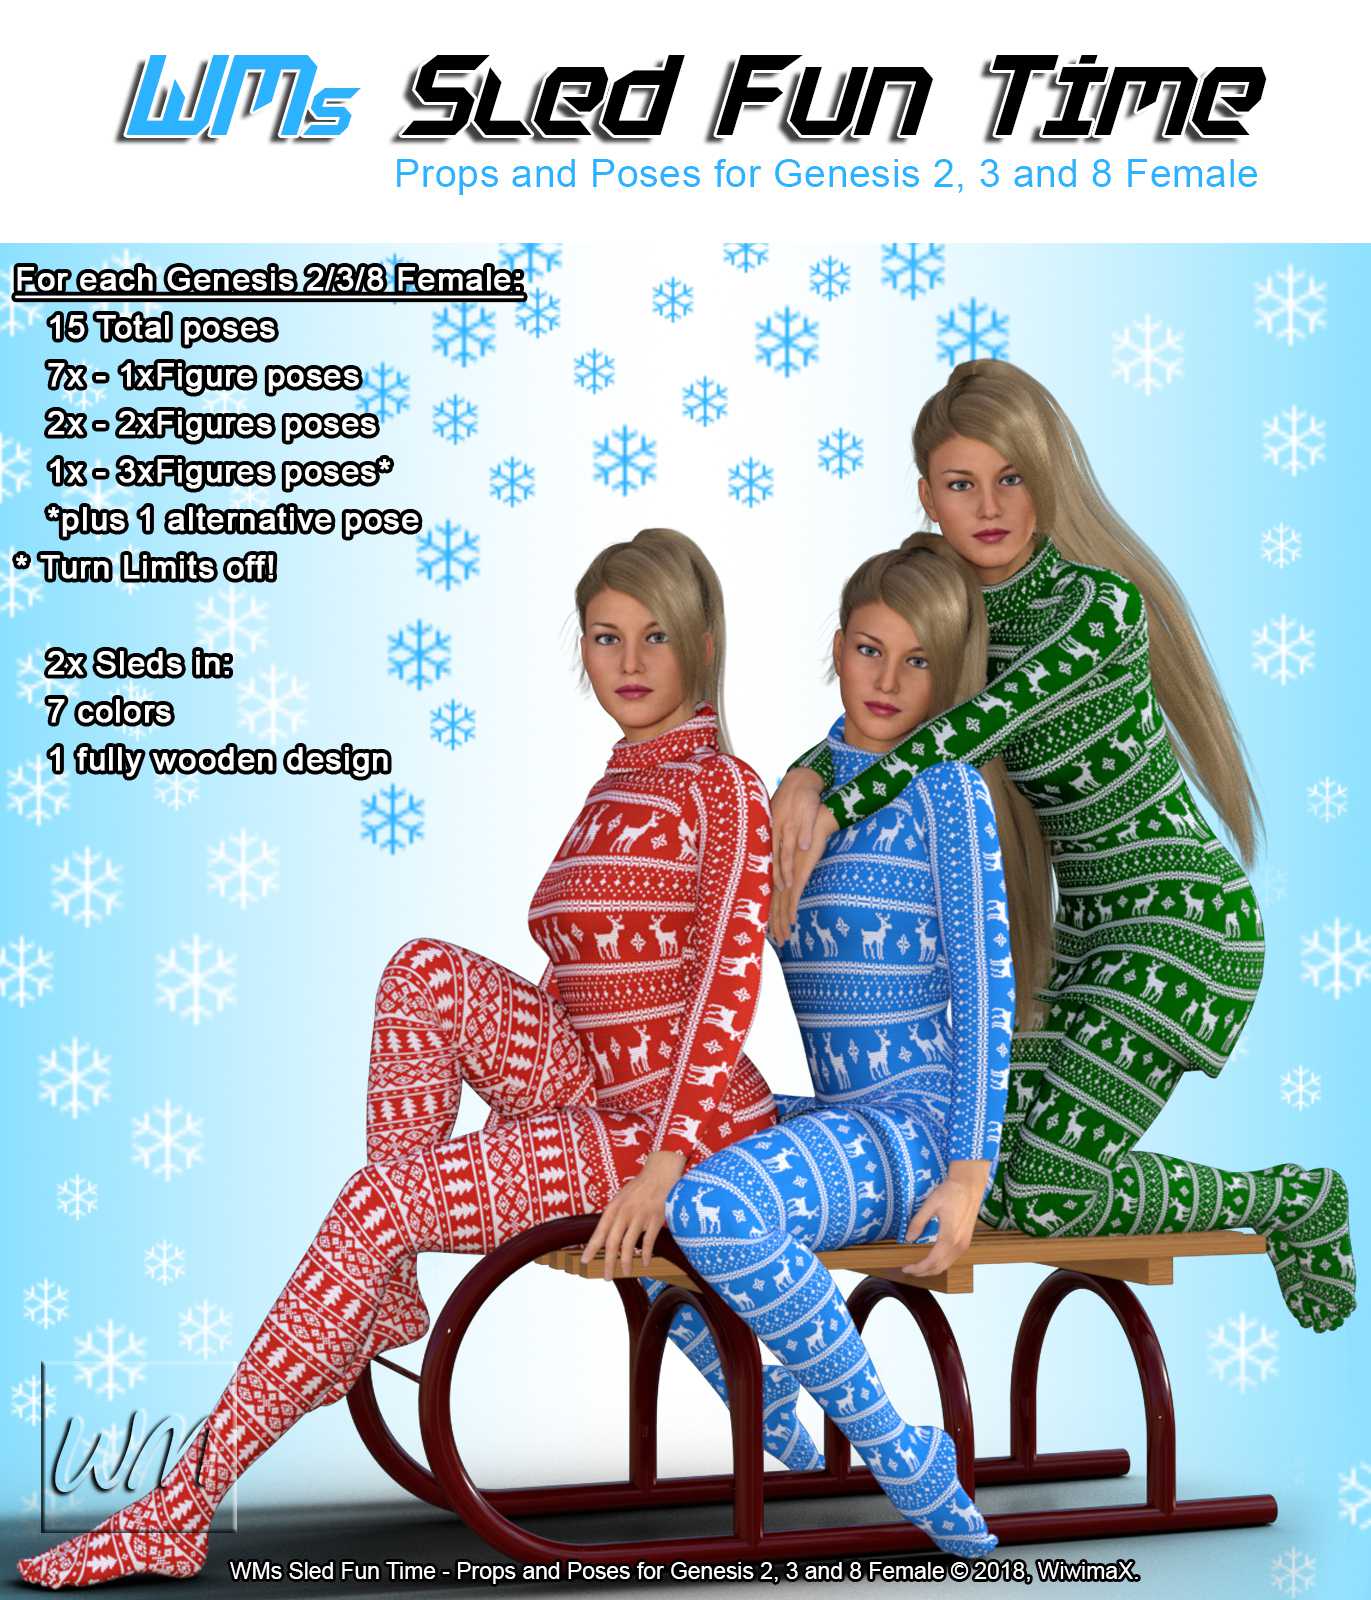 WMs Sled Fun Time
Props and Poses for Genesis 2, 3 and 8 Female
For each Genesis 2/3/8 Female:
15 Total poses
7x - 1xFigure poses
2x - 2xFigures poses
1x - 3xFigures poses*
*plus 1 alternative pose
* Turn Limits off!
2x Sleds in:
7 colors
1 fully wooden design
WM
WMs Sled Fun Time - Props and Poses for Genesis 2, 3 and 8 Female © 2018, WiwimaX.